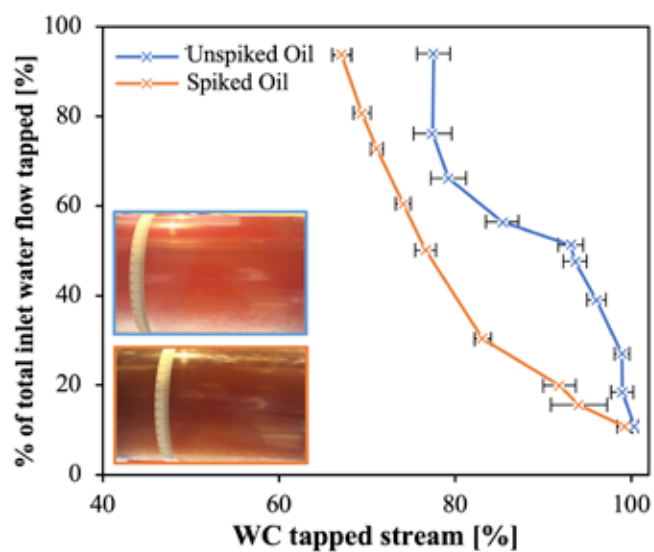 100
80
60
40
20
0
% of total inlet water flow tapped [%]
Unspiked Oil
Spiked Oil
40 60 80 100
WC tapped stream [%]